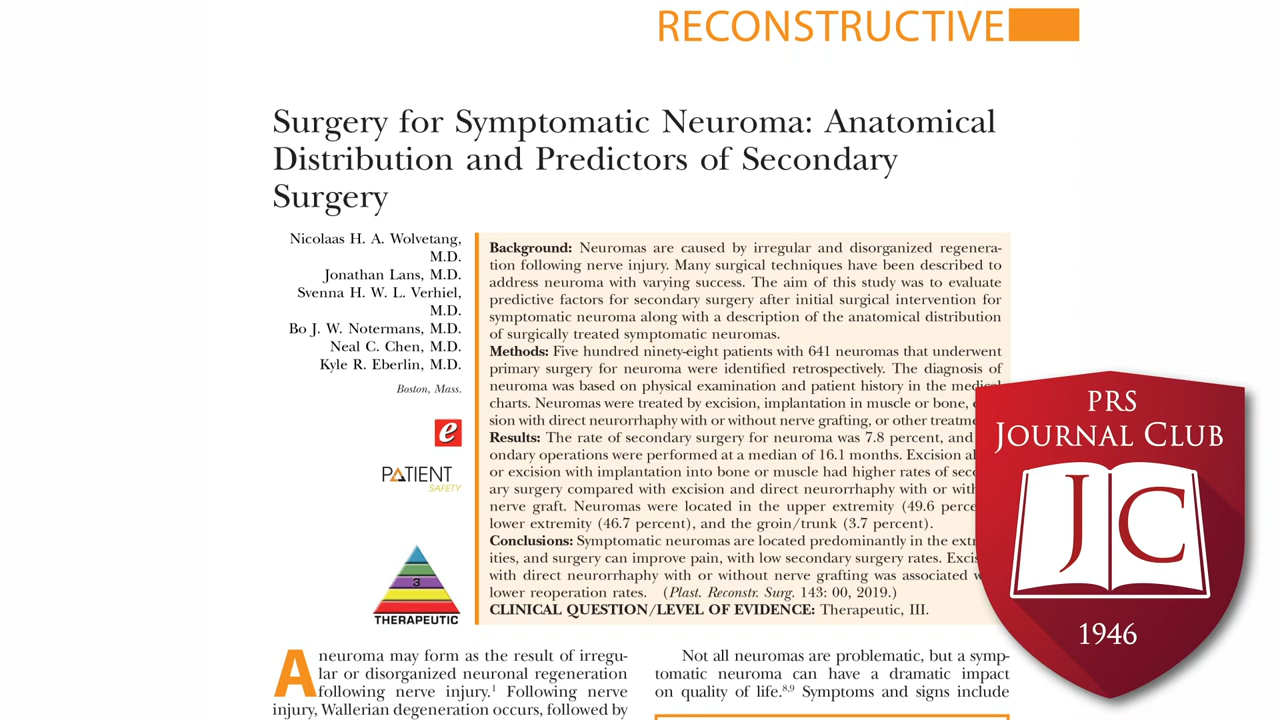 RECONSTRUCTIVE
Surgery for Symptomatic Neuroma: Anatomical
Distribution and Predictors of Secondary
Surgery
Nicolaas H. A. Wolvetang,
M.D.
Jonathan Lans, M.D.
Svenna H. W. L. Verhiel,
M.D.
Bo J. W. Notermans, M.D.
Neal C. Chen, M.D.
Kyle R. Eberlin, M.D.
Boston, Mass.
e
PATIENT
SAFETY
3
THERAPEUTIC
Background: Neuromas are caused by irregular and disorganized regenera-
tion following nerve injury. Many surgical techniques have been described to
address neuroma with varying success. The aim of this study was to evaluate
predictive factors for secondary surgery after initial surgical intervention for
symptomatic neuroma along with a description of the anatomical distribution
of surgically treated symptomatic neuromas.
Methods: Five hundred ninety-eight patients with 641 neuromas that underwent
primary surgery for neuroma were identified retrospectively. The diagnosis of
neuroma was based on physical examination and patient history in the medical
charts. Neuromas were treated by excision, implantation in muscle or bone,
sion with direct neurorrhaphy with or without nerve grafting, or other
Results: The rate of secondary surgery for neuroma was 7.8 percent, and
ondary operations were performed at a median of 16.1 months. Excision
or excision with implantation into bone or muscle had higher rates of
ary surgery compared with excision and direct neurorrhaphy with or
nerve graft. Neuromas were located in the upper extremity (49.6
lower extremity (46.7 percent), and the groin/trunk (3.7 percent).
Conclusions: Symptomatic neuromas are located predominantly in the
ities, and surgery can improve pain, with low secondary surgery rates.
with direct neurorrhaphy with or without nerve grafting was associated
lower reoperation rates. (Plast. Reconstr. Surg. 143: 00, 2019.)
CLINICAL QUESTION/LEVEL OF EVIDENCE: Therapeutic, III.
PRS
JOURNAL CLUB
JC
1946
A neuroma may form as the result of irregu-
lar or disorganized neuronal regeneration
following nerve injury.1 Following nerve
injury, Wallerian degeneration occurs, followed by
Not all neuromas are problematic, but a symp-
tomatic neuroma can have a dramatic impact
on quality of life.8,9 Symptoms and signs include